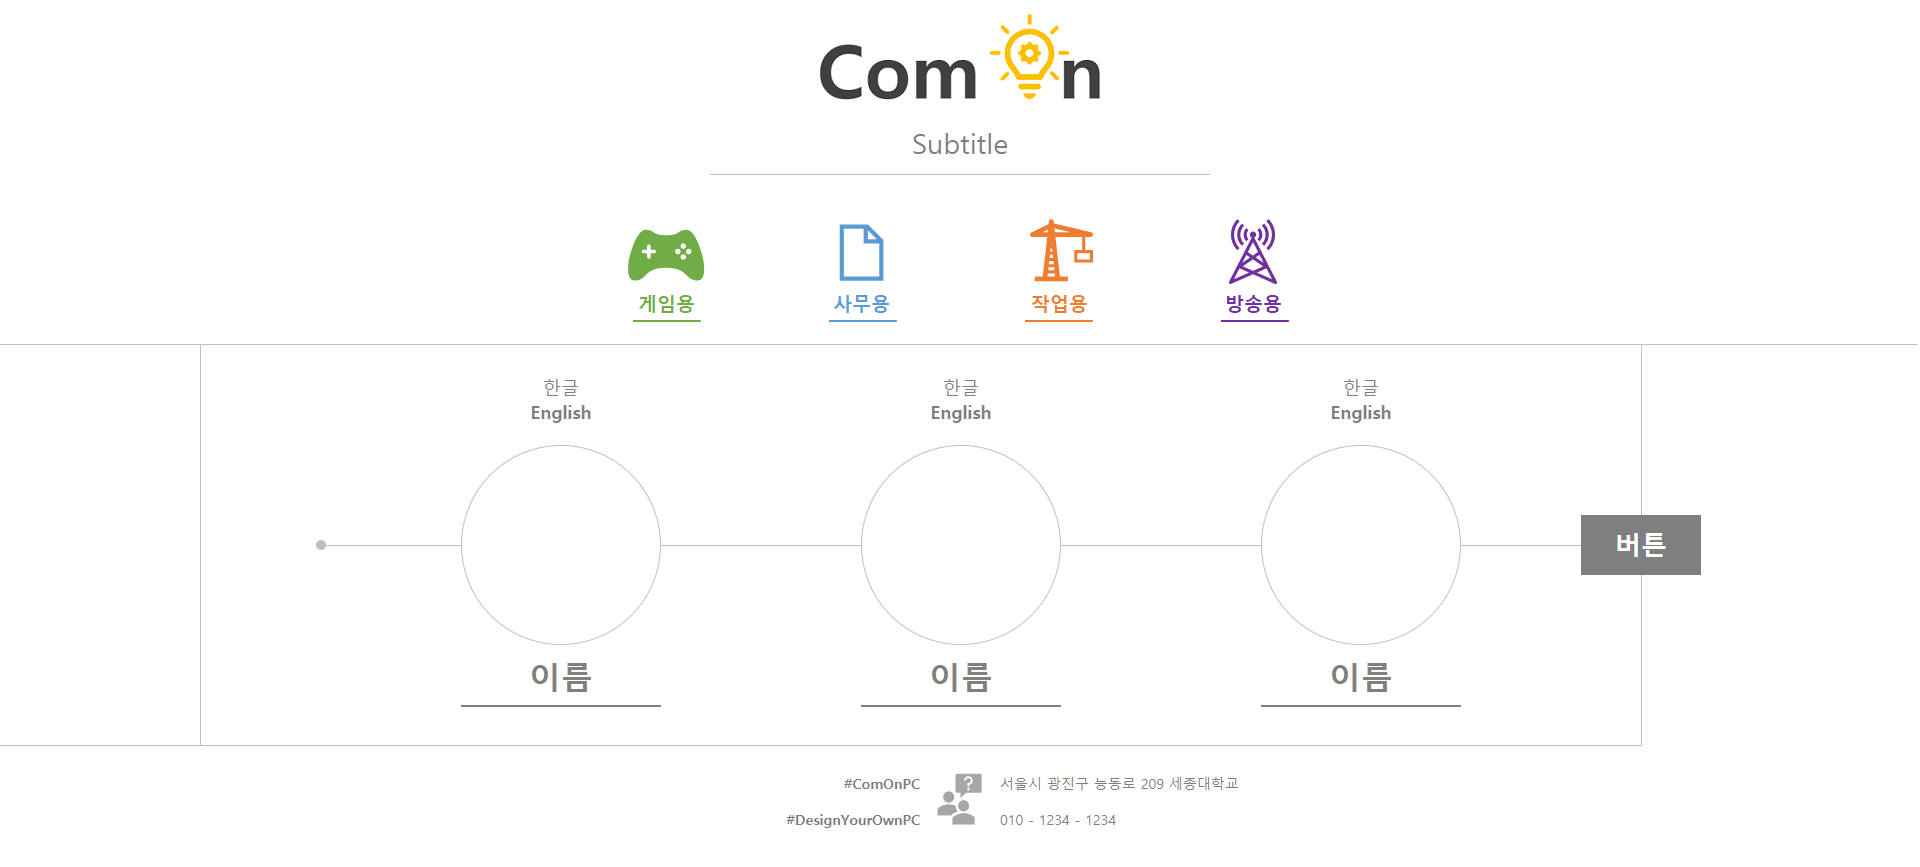 Com n
Subtitle
게임용
사무용
작업용
방송용
한글
English
한글
English
한글
English
버튼
이름
이름
이름
#ComOnPC
서울시 광진구 능동로 209 세종대학교
#DesignYourOwnPC
010 - 1234 - 1234